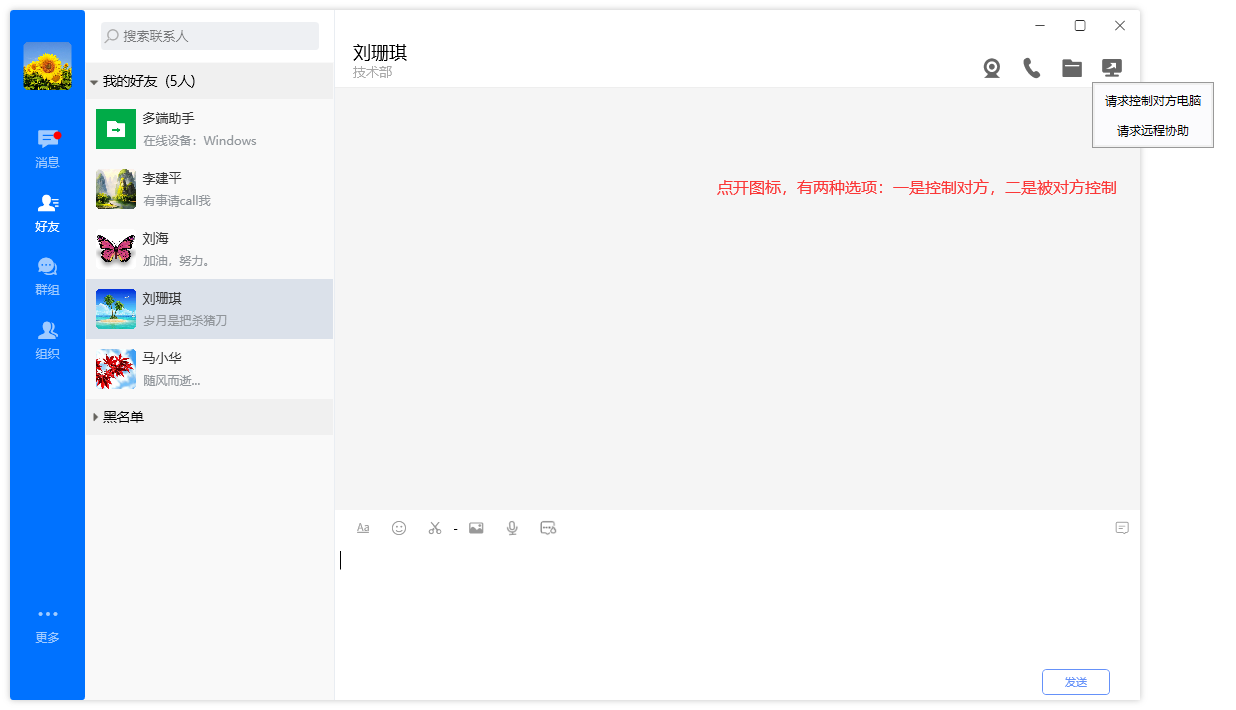 搜索联系人
消息
好友
群组
组织
更多
我的好友（5人）
多端助手
在线设备：Windows
李建平
有事请call我
刘海
加油，努力。
刘珊琪
岁月是把杀猪刀
马小华
随风而逝...
黑名单
刘珊琪
技术部
请求控制对方电脑
请求远程协助
点开图标，有两种选项：一是控制对方，二是被对方控制
Aa
发送